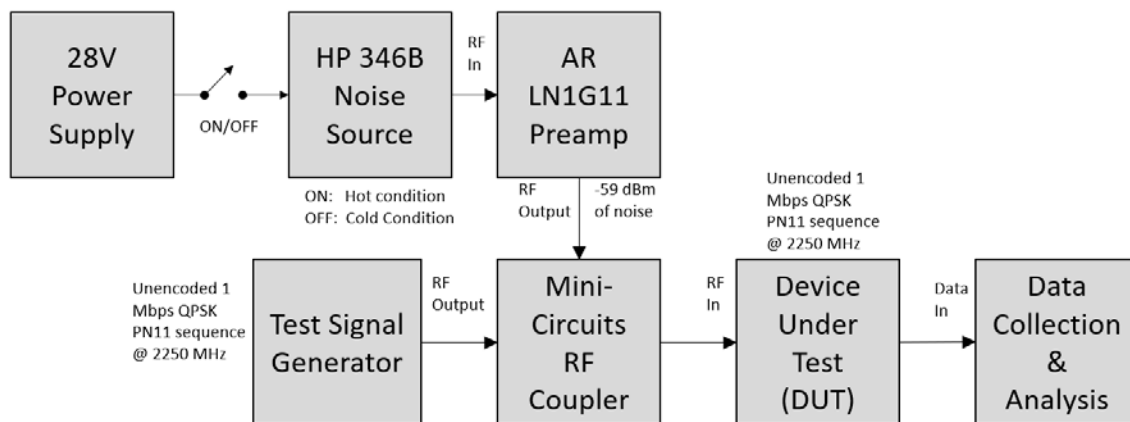 28V
Power
Supply
ON/OFF
HP 346B
Noise
Source
ON: Hot condition
OFF: Cold Condition
RF
In
AR
LN1G11
Preamp
RF
Output
-59 dBm
of noise
Unencoded 1
Mbps QPSK
PN11 sequence
@ 2250 MHz
Test Signal
Generator
RF
Output
Mini-
Circuits
RF
Coupler
RF
In
Unencoded 1
Mbps QPSK
PN11 sequence
@ 2250 MHz
Device
Under
Test
(DUT)
Data
In
Data
Collection
&
Analysis